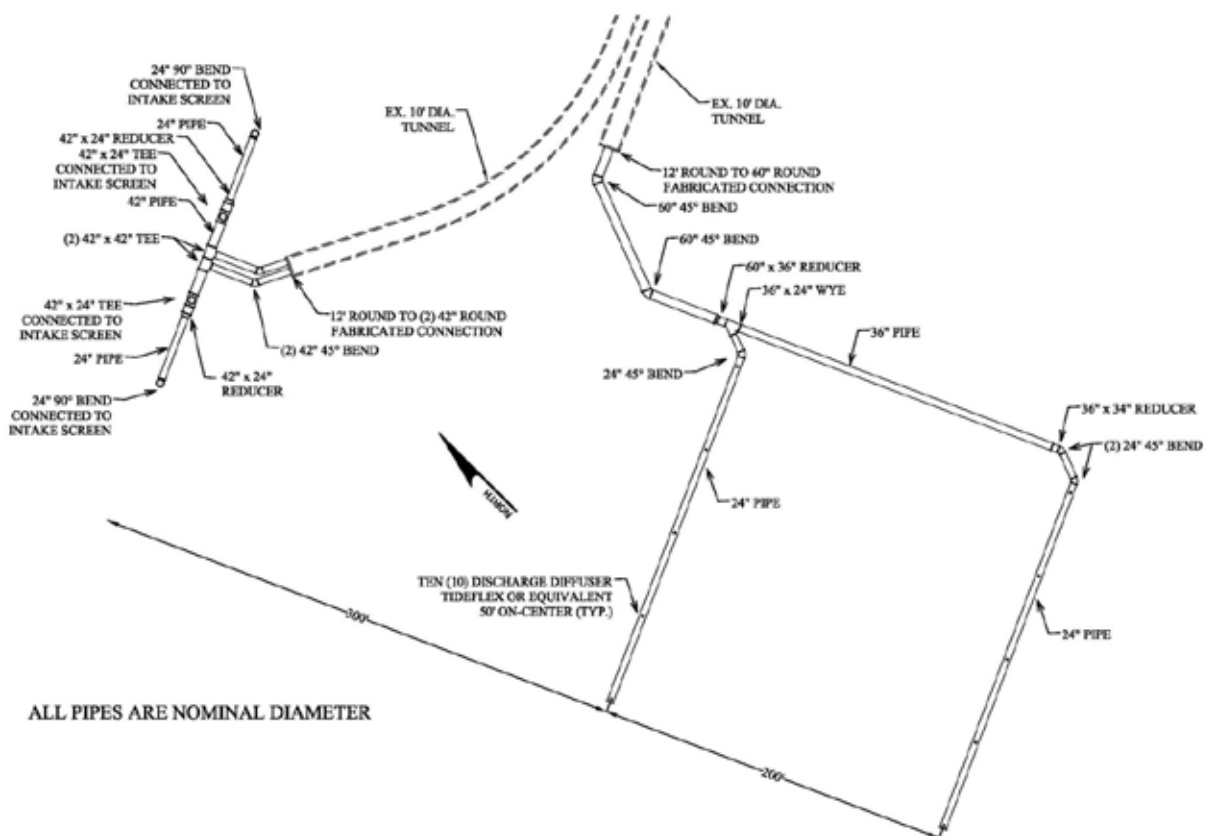 24" 90° BEND
CONNECTED TO
INTAKE SCREEN
24" PIPE
42" x 24" REDUCER
42" x 24" TEE
CONNECTED TO
INTAKE SCREEN
42" PIPE
(2) 42" x 42" TEE
42" x 24" TEE
CONNECTED TO
INTAKE SCREEN
24" PIPE
24" 90° BEND
CONNECTED TO
INTAKE SCREEN
42" x 24"
REDUCER
(2) 42" 45° BEND
12' ROUND TO (2) 42" ROUND
FABRICATED CONNECTION
EX. 10' DIA.
TUNNEL
EX. 10' DIA.
TUNNEL
12' ROUND TO 60" ROUND
FABRICATED CONNECTION
60" 45° BEND
60" 45° BEND
60" x 36" REDUCER
36" x 24" WYE
36" PIPE
24" 45° BEND
36" x 34" REDUCER
(2) 24" 45° BEND
24" PIPE
NORTH
TEN (10) DISCHARGE DIFFUSER
TIDEFLEX OR EQUIVALENT
50' ON-CENTER (TYP.)
24" PIPE
300'
200'
ALL PIPES ARE NOMINAL DIAMETER